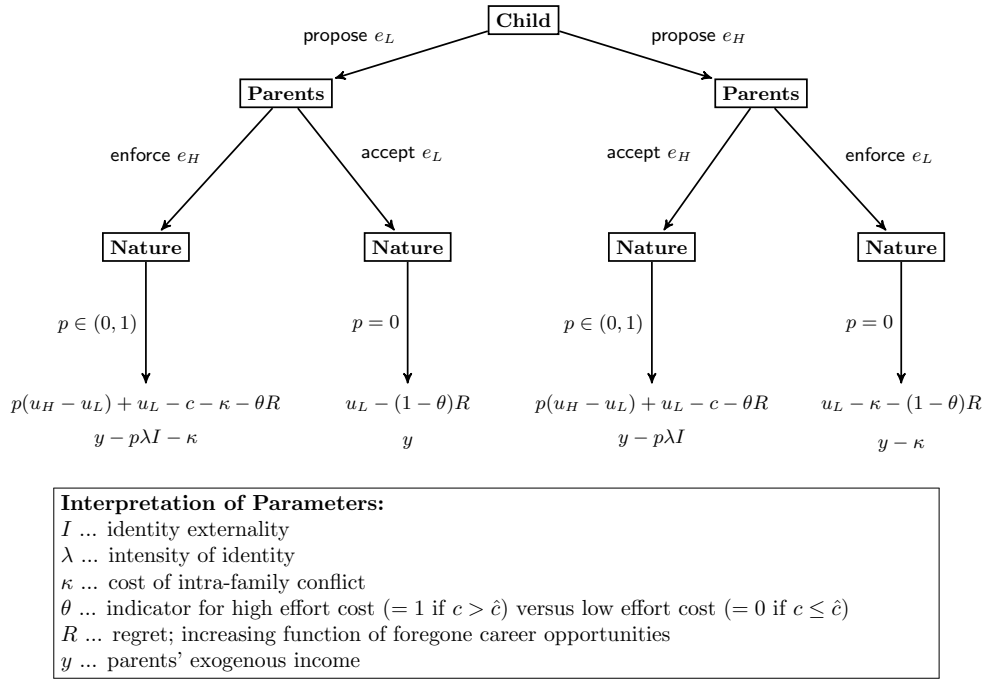 Child
propose e_L propose e_H
Parents Parents
enforce e_H accept e_L accept e_H enforce e_L
Nature Nature Nature Nature
p ∈ (0, 1) p = 0 p ∈ (0, 1) p = 0
p(u_H − u_L) + u_L − c − κ − θR u_L − (1 − θ)R p(u_H − u_L) + u_L − c − θR u_L − κ − (1 − θ)R
y − pλI − κ y y − pλI y − κ
Interpretation of Parameters:
I ... identity externality
λ ... intensity of identity
κ ... cost of intra-family conflict
θ ... indicator for high effort cost (= 1 if c > ĉ) versus low effort cost (= 0 if c ≤ ĉ)
R ... regret; increasing function of foregone career opportunities
y ... parents' exogenous income